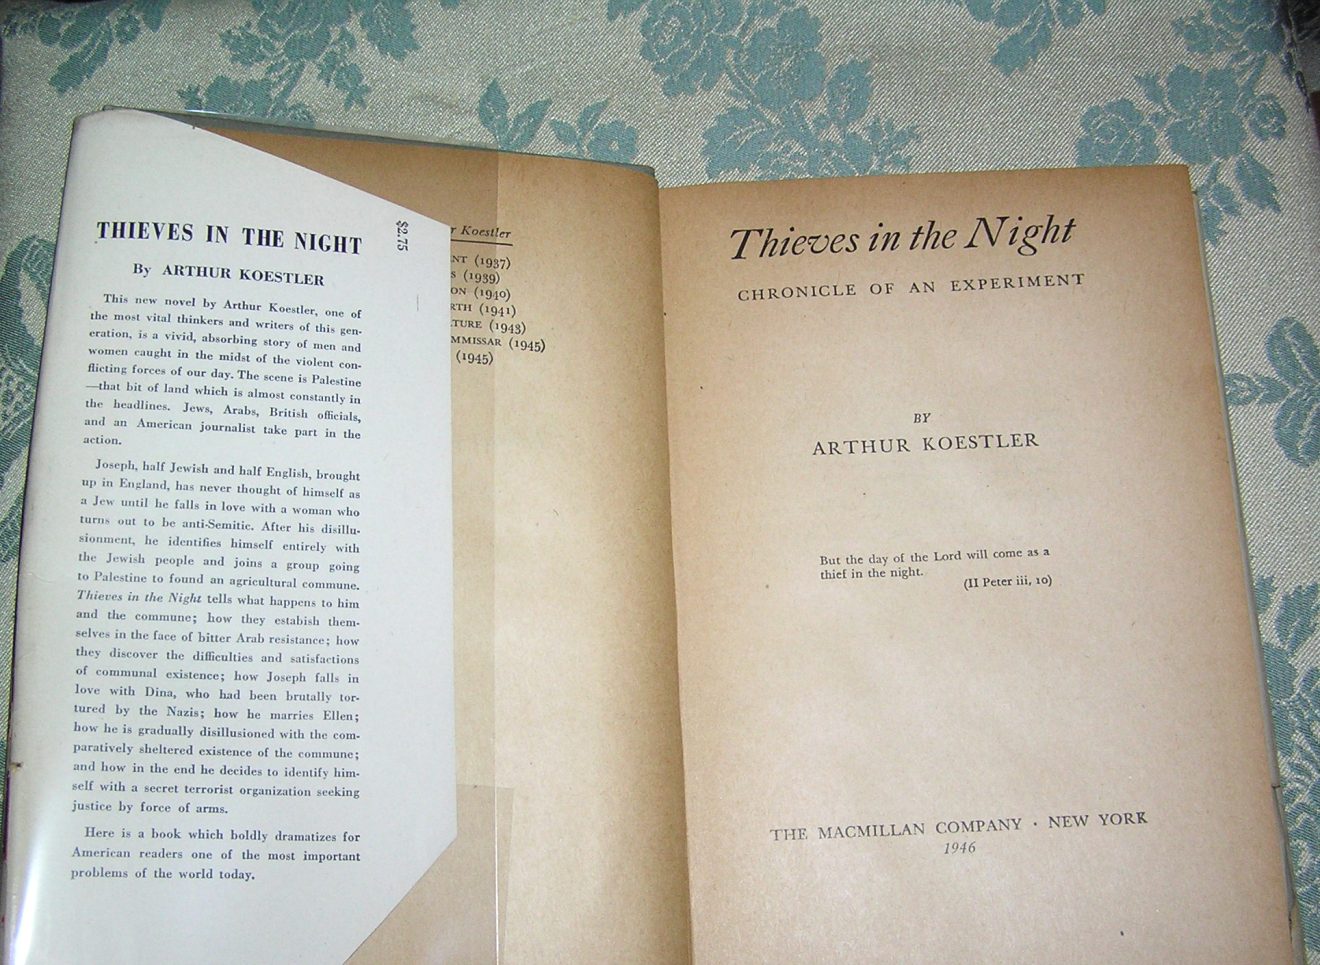 THIEVES IN THE NIGHT
$2.75
By ARTHUR KOESTLER
This new novel by Arthur Koestler, one of
the most vital thinkers and writers of this gen-
eration, is a vivid, absorbing story of men and
women caught in the midst of the violent con-
flicting forces of our day. The scene is Palestine
—that bit of land which is almost constantly in
the headlines. Jews, Arabs, British officials,
and an American journalist take part in the
action.
Joseph, half Jewish and half English, brought
up in England, has never thought of himself as
a Jew until he falls in love with a woman who
turns out to be anti-Semitic. After his disillu-
sionment, he identifies himself entirely with
the Jewish people and joins a group going
to Palestine to found an agricultural commune.
Thieves in the Night tells what happens to him
and the commune; how they estabish them-
selves in the face of bitter Arab resistance; how
they discover the difficulties and satisfactions
of communal existence; how Joseph falls in
love with Dina, who had been brutally tor-
tured by the Nazis; how he marries Ellen;
how he is gradually disillusioned with the com-
paratively sheltered existence of the commune;
and how in the end he decides to identify him-
self with a secret terrorist organization seeking
justice by force of arms.
Here is a book which boldly dramatizes for
American readers one of the most important
problems of the world today.
r Koestler
NT (1937)
S (1939)
ON (1940)
RTH (1941)
TURE (1943)
MMISSAR (1945)
(1945)
Thieves in the Night
CHRONICLE OF AN EXPERIMENT
BY
ARTHUR KOESTLER
But the day of the Lord will come as a
thief in the night.
(II Peter iii, 10)
THE MACMILLAN COMPANY · NEW YORK
1946